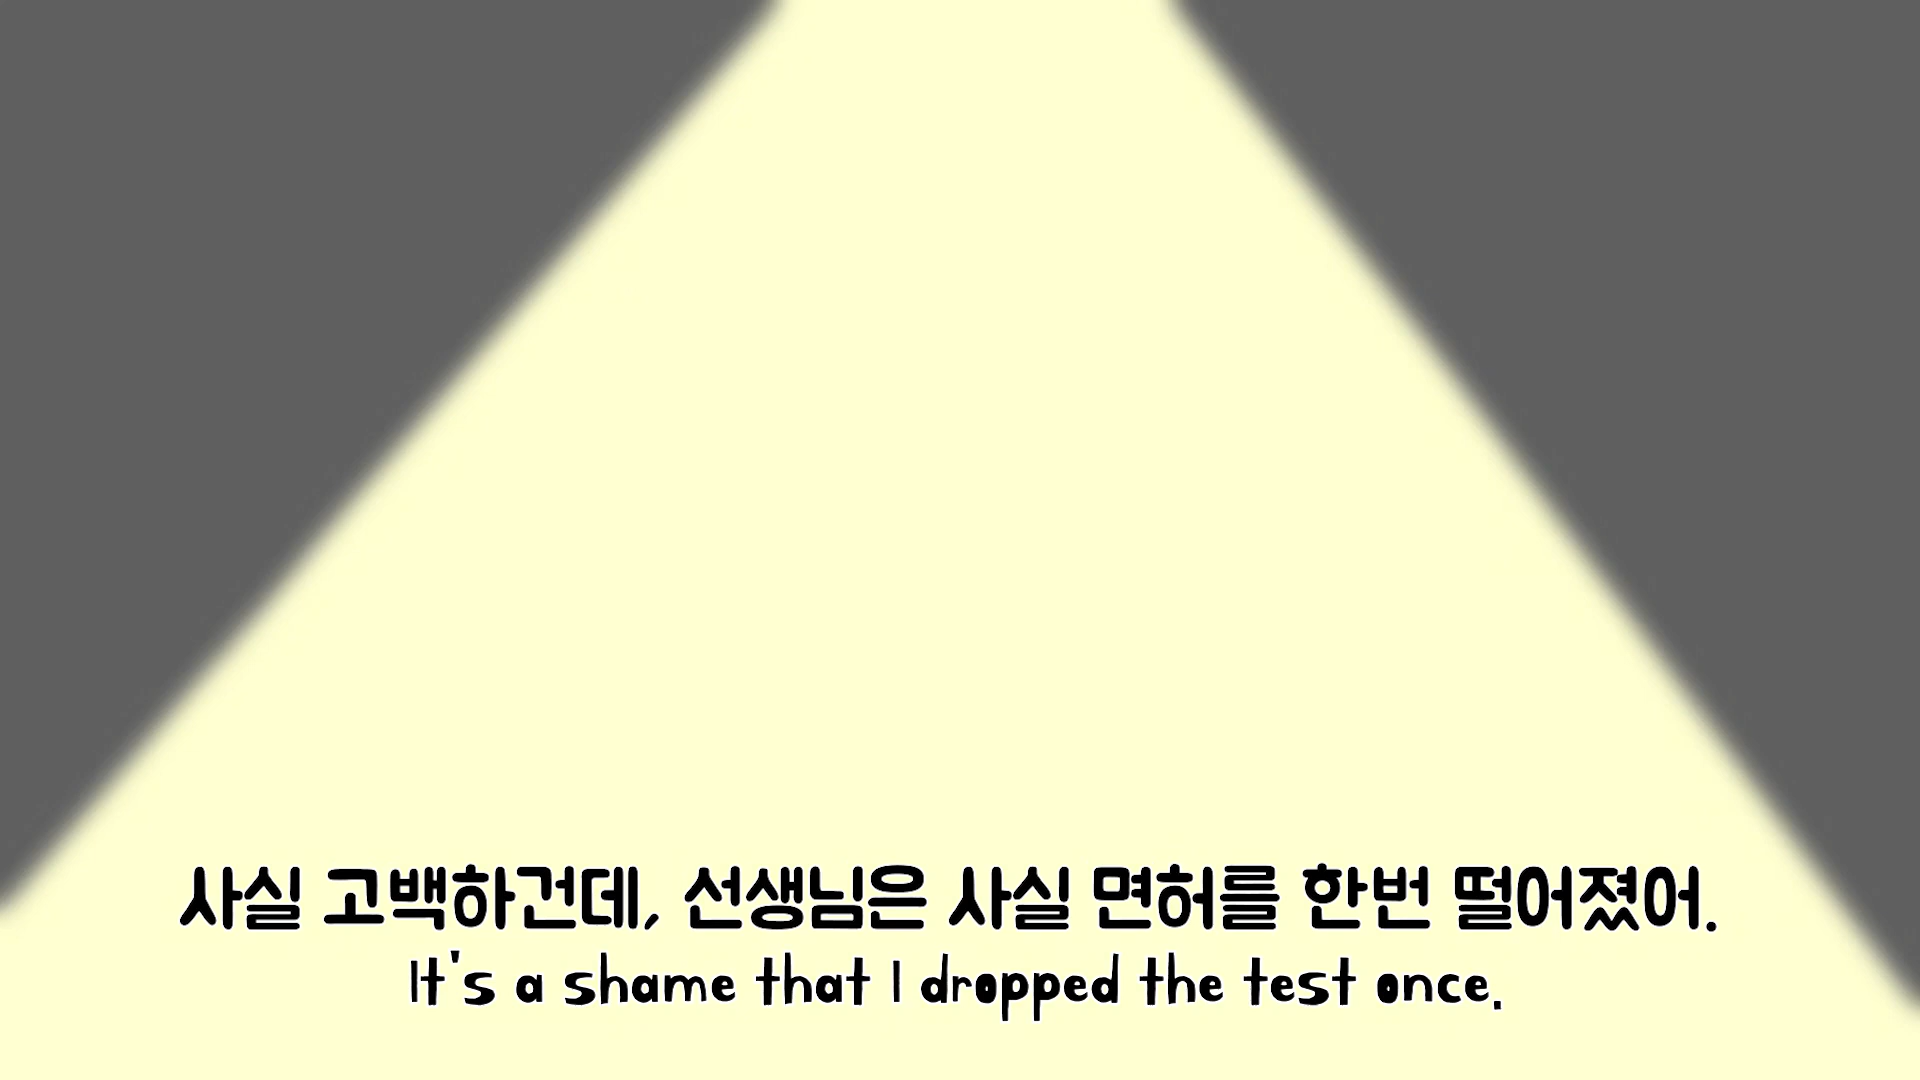 사실 고백하건데, 선생님은 사실 면허를 한번 떨어졌어.
It's a shame that I dropped the test once.